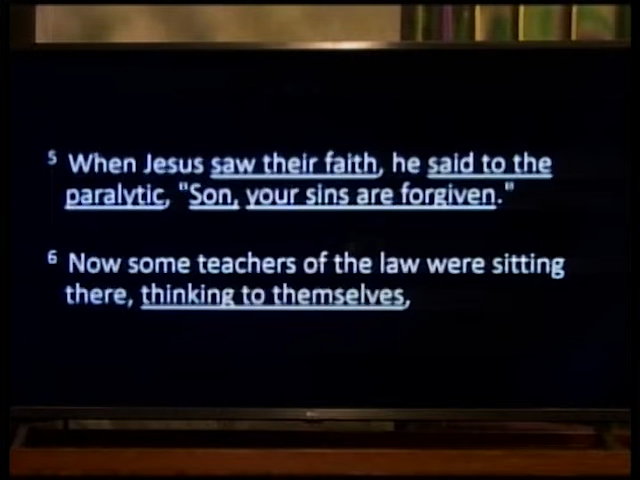 5 When Jesus saw their faith, he said to the
paralytic, "Son, your sins are forgiven."
6 Now some teachers of the law were sitting
there, thinking to themselves,